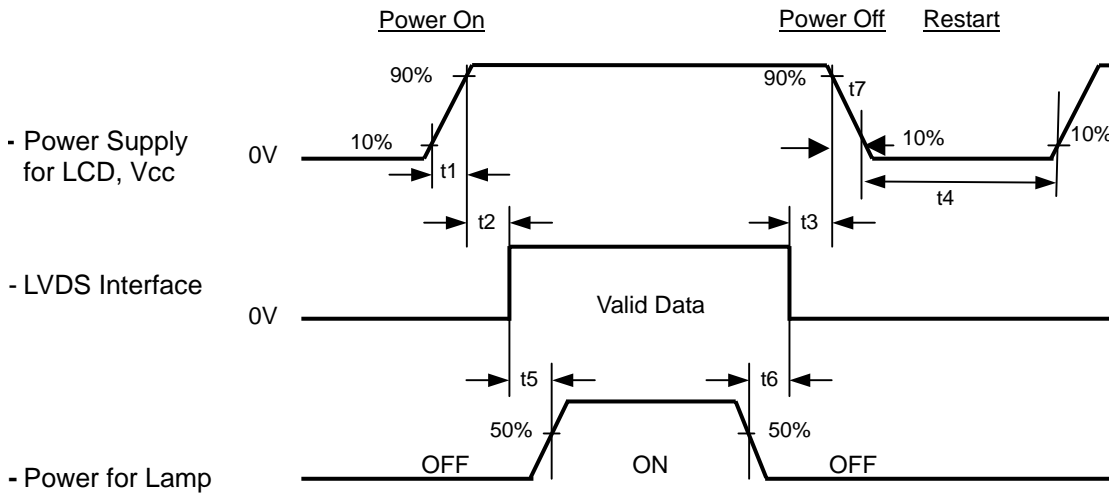 Power On
Power Off
Restart
90%
90%
t7
- Power Supply
for LCD, Vcc
10%
0V
10%
10%
t1
t4
t2
t3
- LVDS Interface
0V
Valid Data
t5
t6
50%
50%
- Power for Lamp
OFF
ON
OFF